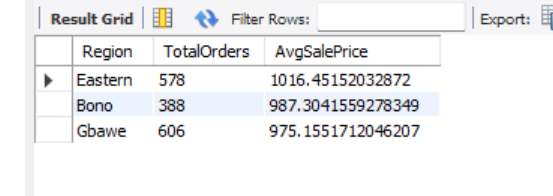 Result Grid Filter Rows: Export:
Region TotalOrders AvgSalePrice
Eastern 578 1016.45152032872
Bono 388 987.3041559278349
Gbawe 606 975.1551712046207